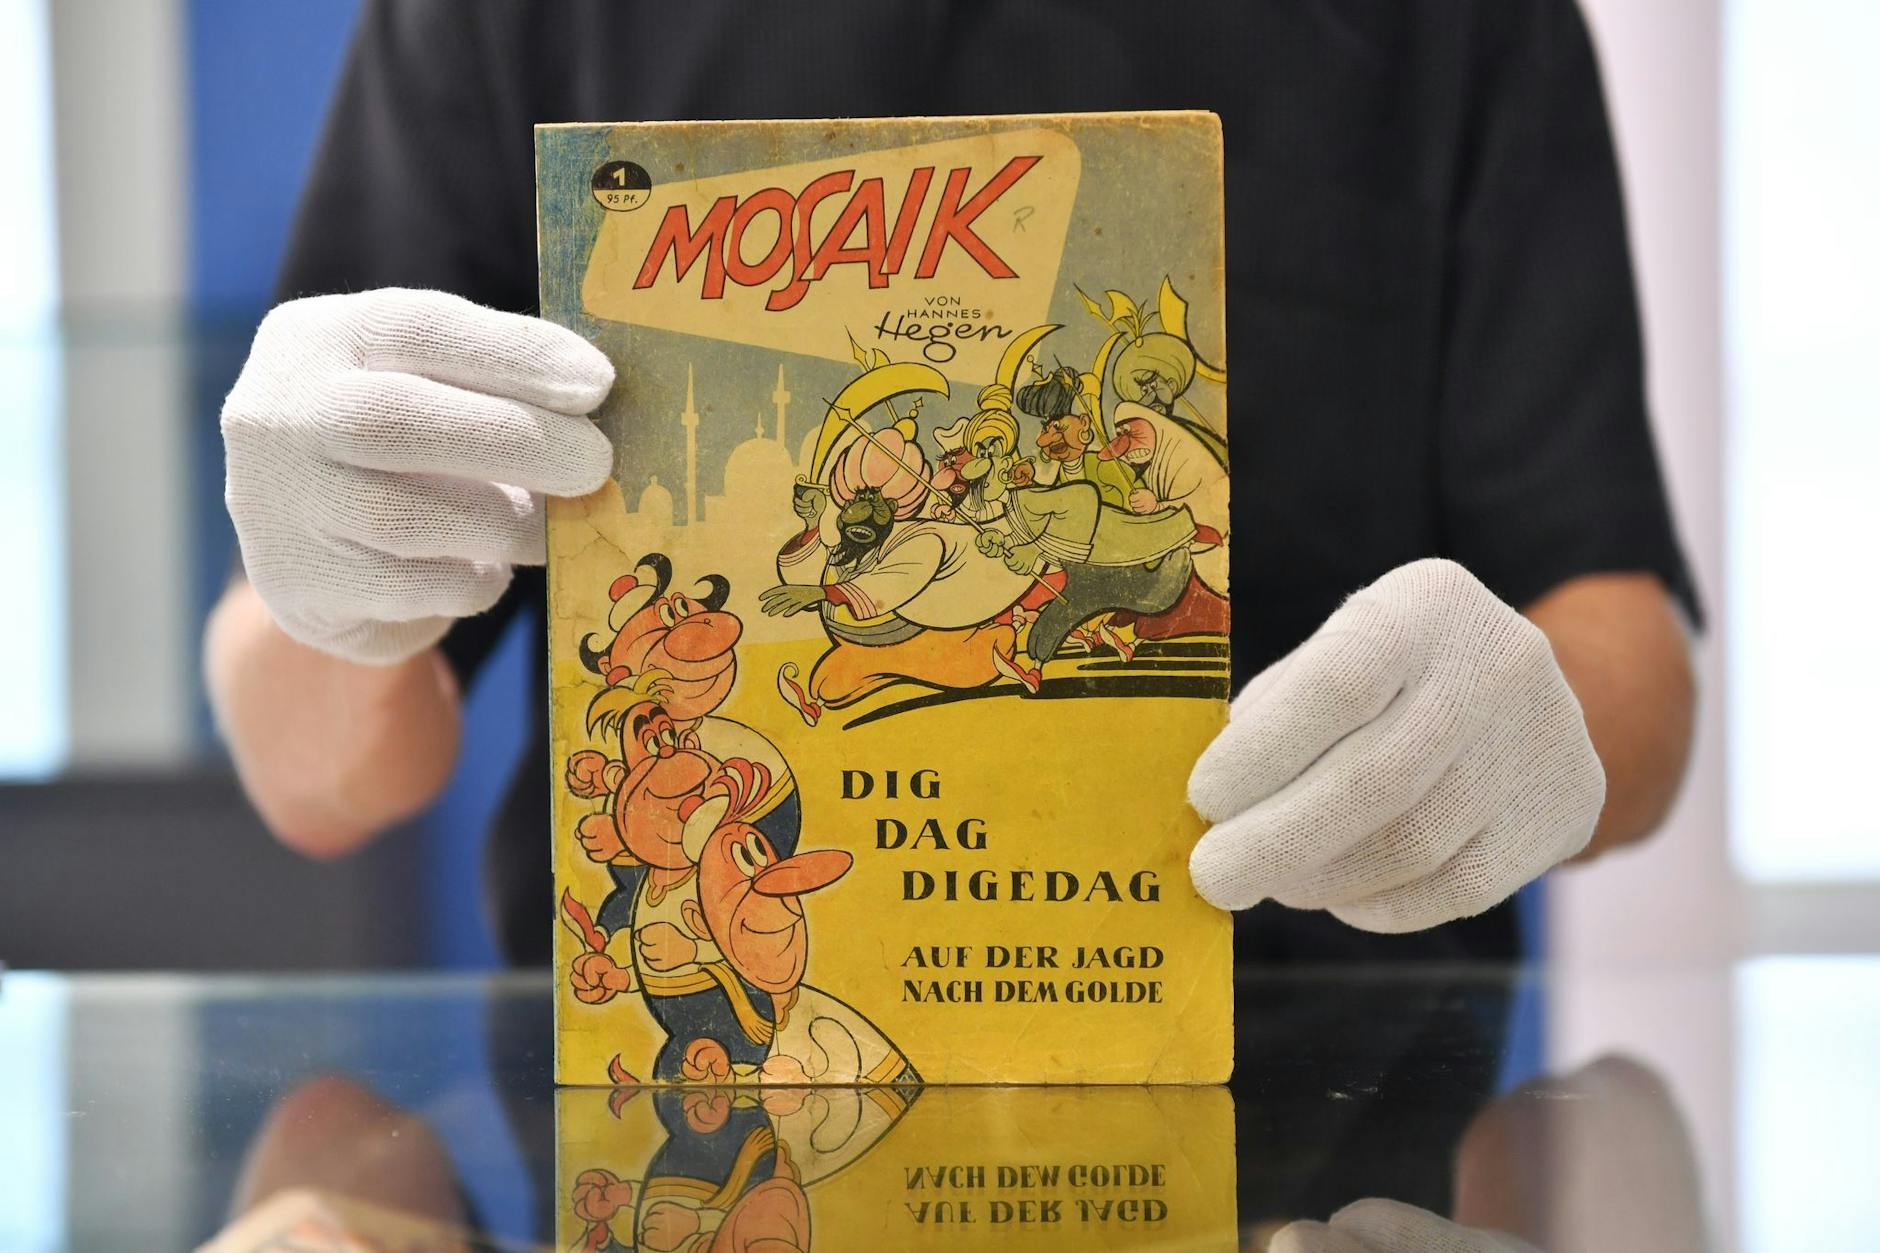 1
95 Pf.
MOSAIK
R
VON
HANNES
Hegen
DIG
DAG
DIGEDAG
AUF DER JAGD
NACH DEM GOLDE